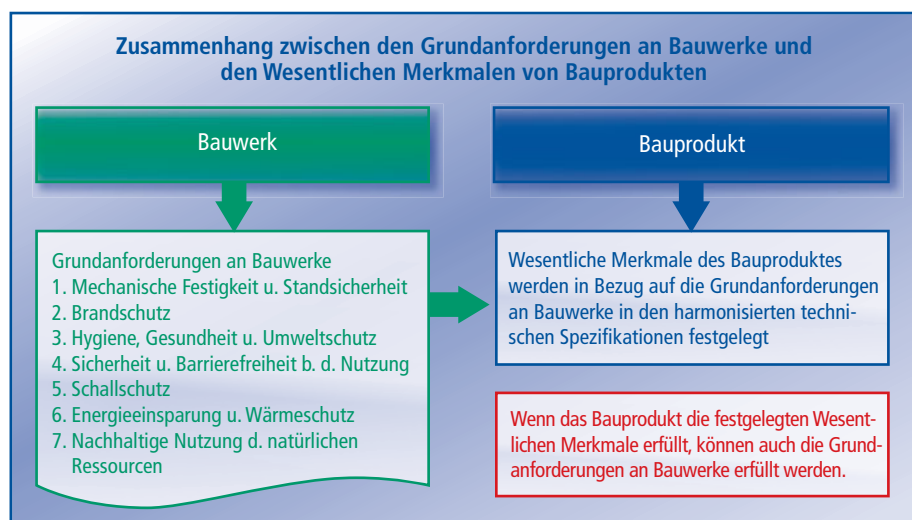 Zusammenhang zwischen den Grundanforderungen an Bauwerke und
den Wesentlichen Merkmalen von Bauprodukten
Bauwerk
Grundanforderungen an Bauwerke
1. Mechanische Festigkeit u. Standsicherheit
2. Brandschutz
3. Hygiene, Gesundheit u. Umweltschutz
4. Sicherheit u. Barrierefreiheit b. d. Nutzung
5. Schallschutz
6. Energieeinsparung u. Wärmeschutz
7. Nachhaltige Nutzung d. natürlichen
Ressourcen
Bauprodukt
Wesentliche Merkmale des Bauproduktes
werden in Bezug auf die Grundanforderungen
an Bauwerke in den harmonisierten techni-
schen Spezifikationen festgelegt
Wenn das Bauprodukt die festgelegten Wesent-
lichen Merkmale erfüllt, können auch die Grund-
anforderungen an Bauwerke erfüllt werden.